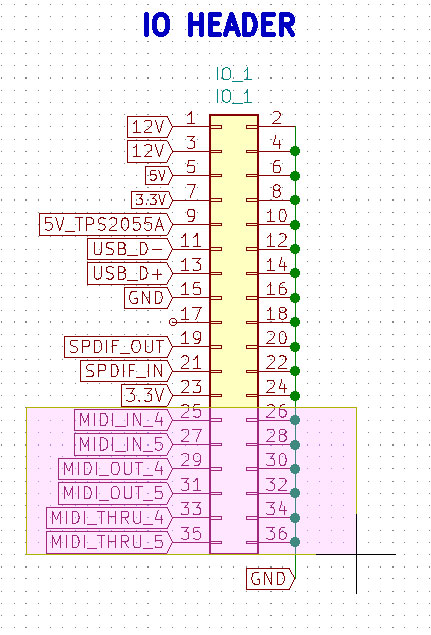 IO HEADER
IO_1
IO_1
12V 1 2
12V 3 4
5V 5 6
3.3V 7 8
5V_TPS2055A 9 10
USB_D- 11 12
USB_D+ 13 14
GND 15 16
17 18
SPDIF_OUT 19 20
SPDIF_IN 21 22
3.3V 23 24
MIDI_IN_4 25 26
MIDI_IN_5 27 28
MIDI_OUT_4 29 30
MIDI_OUT_5 31 32
MIDI_THRU_4 33 34
MIDI_THRU_5 35 36
GND